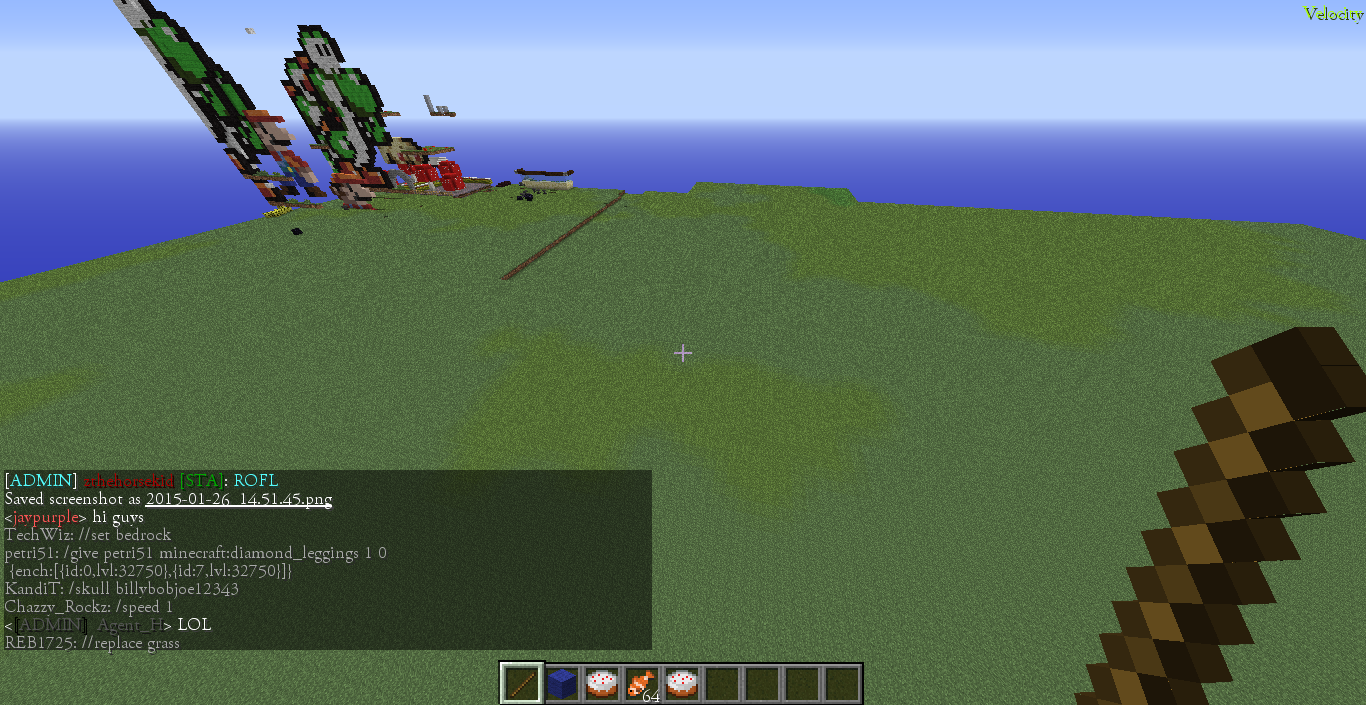 Velocity
[ADMIN] zthehorsekid [STA]: ROFL
Saved screenshot as 2015-01-26_14.51.45.png
<jaypurple> hi guys
TechWiz: //set bedrock
petri51: /give petri51 minecraft:diamond_leggings 1 0
{ench:[{id:0,lvl:32750},{id:7,lvl:32750}]}
KandiT: /skull billybobjoe12343
Chazzy_Rockz: /speed 1
<[ADMIN] Agent_H> LOL
REB1725: //replace grass
64